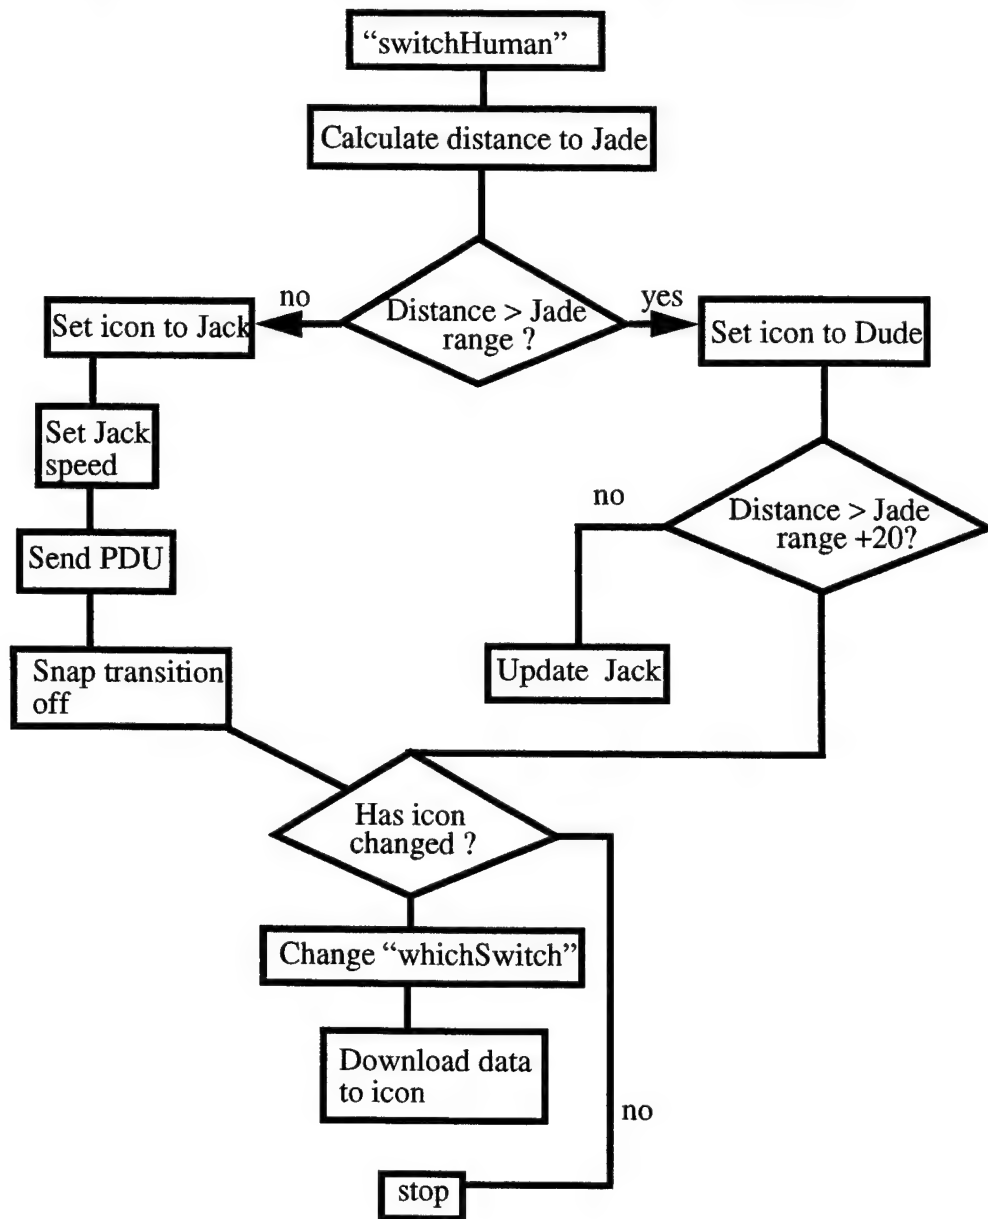 “switchHuman”
Calculate distance to Jade
no
Distance > Jade
range ?
yes
Set icon to Jack
Set icon to Dude
Set Jack
speed
no
Distance > Jade
range +20?
Send PDU
Snap transition
off
Update Jack
Has icon
changed ?
Change “whichSwitch”
Download data
to icon
no
stop